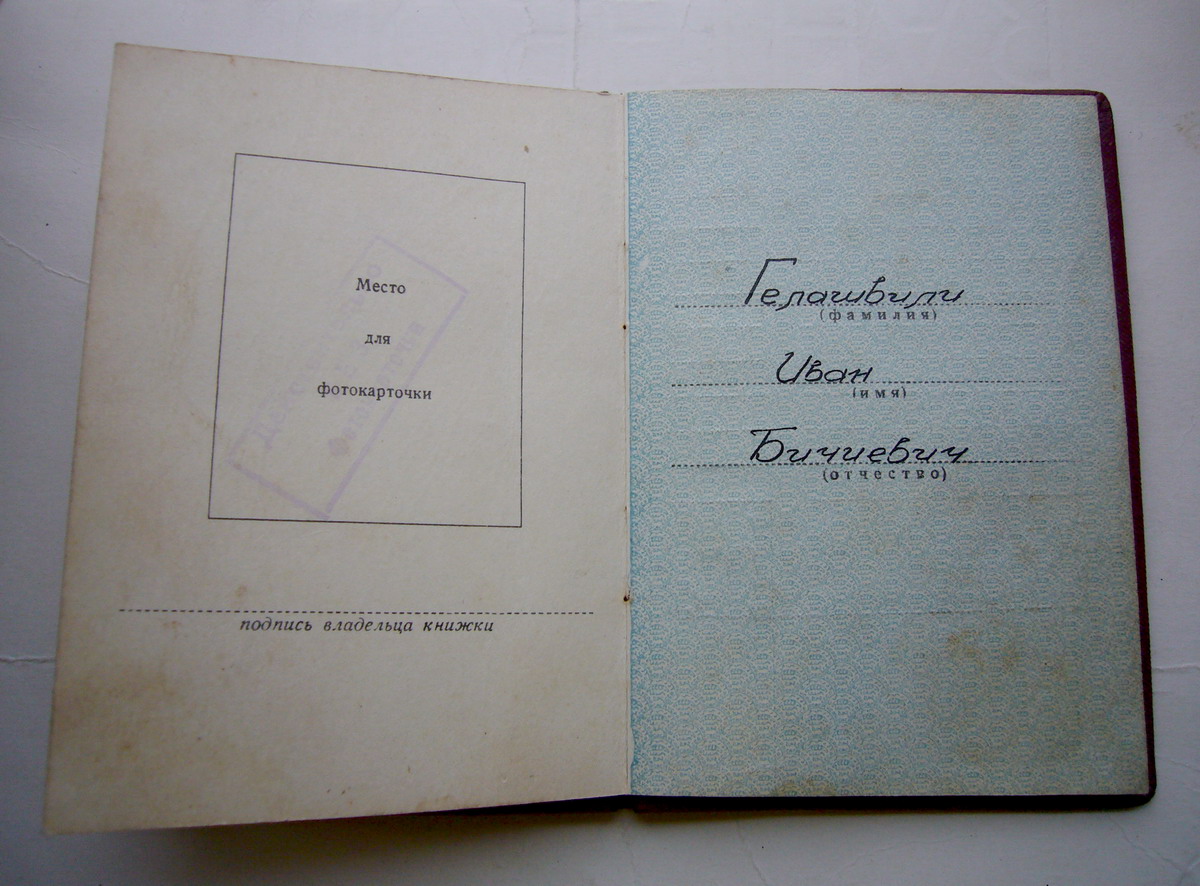 Место
для
фотокарточки
подпись владельца книжки
Гелашвили
(фамилия)
Иван
(имя)
Бичиевич
(отчество)